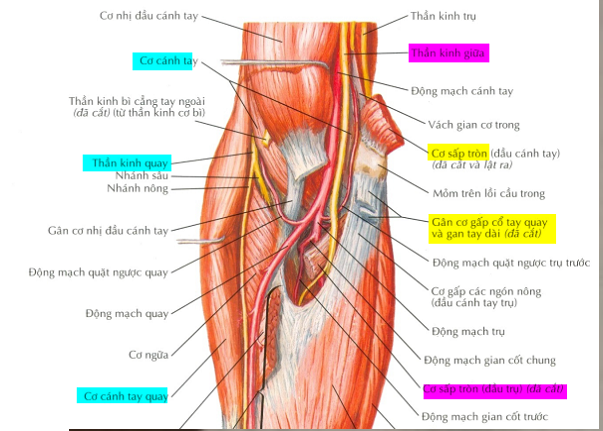 Cơ nhị đầu cánh tay
Cơ cánh tay
Thần kinh bì cẳng tay ngoài
(đã cắt) (từ thần kinh cơ bì)
Thần kinh quay
Nhánh sâu
Nhánh nông
Gân cơ nhị đầu cánh tay
Động mạch quặt ngược quay
Động mạch quay
Cơ ngữa
Cơ cánh tay quay
Thần kinh trụ
Thần kinh giữa
Động mạch cánh tay
Vách gian cơ trong
Cơ sấp tròn (đầu cánh tay)
(đã cắt và lật ra)
Mỏm trên lồi cầu trong
Gân cơ gấp cổ tay quay
và gan tay dài (đã cắt)
Động mạch quặt ngược trụ trước
Cơ gấp các ngón nông
(đầu cánh tay trụ)
Động mạch trụ
Động mạch gian cốt chung
Cơ sấp tròn (đầu trụ) (đã cắt)
Động mạch gian cốt trước